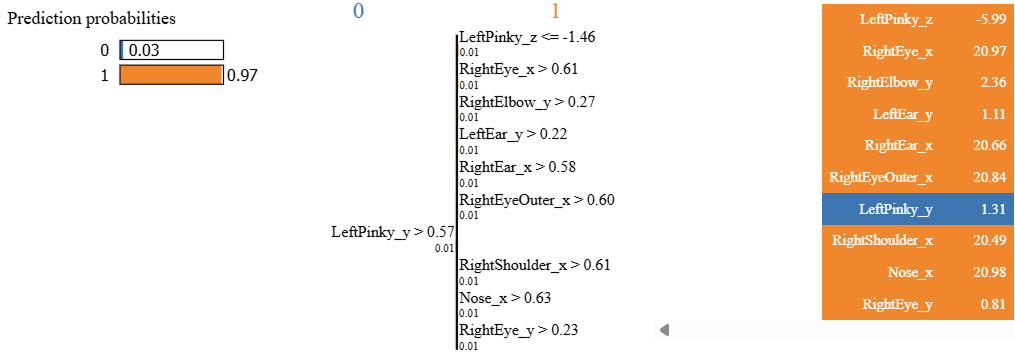 Prediction probabilities
0 0.03
1 0.97
0 1
LeftPinky_z <= -1.46
0.01
RightEye_x > 0.61
0.01
RightElbow_y > 0.27
0.01
LeftEar_y > 0.22
0.01
RightEar_x > 0.58
0.01
RightEyeOuter_x > 0.60
0.01
LeftPinky_y > 0.57
0.01
RightShoulder_x > 0.61
0.01
Nose_x > 0.63
0.01
RightEye_y > 0.23
0.01
LeftPinky_z -5.99
RightEye_x 20.97
RightElbow_y 2.36
LeftEar_y 1.11
RightEar_x 20.66
RightEyeOuter_x 20.84
LeftPinky_y 1.31
RightShoulder_x 20.49
Nose_x 20.98
RightEye_y 0.81